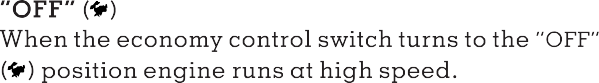 "OFF" ()
When the economy control switch turns to the "OFF"
() position engine runs at high speed.